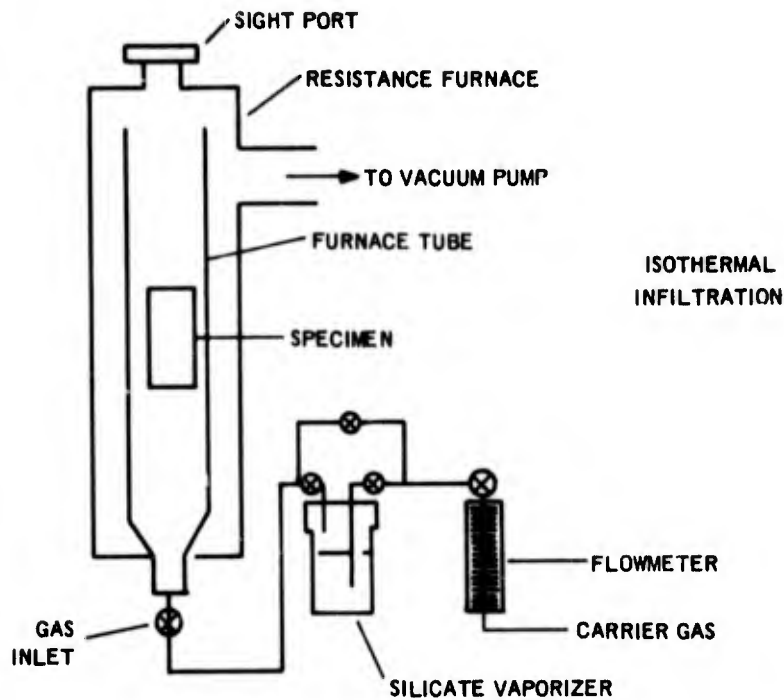 SIGHT PORT
RESISTANCE FURNACE
TO VACUUM PUMP
FURNACE TUBE
ISOTHERMAL
INFILTRATION
SPECIMEN
FLOWMETER
GAS
INLET
CARRIER GAS
SILICATE VAPORIZER